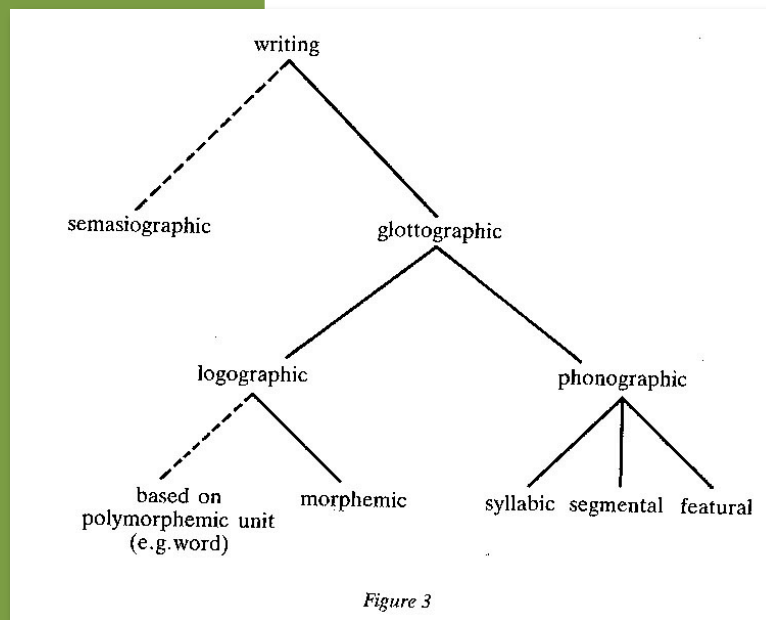 writing
semasiographic
glottographic
logographic
phonographic
based on
polymorphemic unit
(e.g.word)
morphemic
syllabic segmental featural
Figure 3